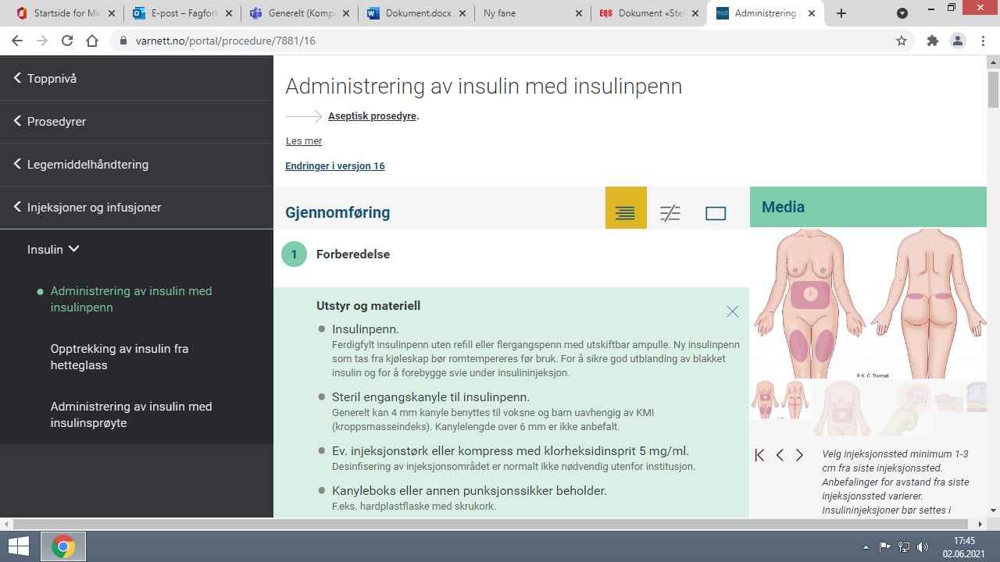 Startside for Mic
E-post – Fagforb
Generelt (Kompe
Dokument.docx
Ny fane
EQS Dokument «Stel
VAR Administrering a
varnett.no/portal/procedure/7881/16
Toppnivå
Prosedyrer
Legemiddelhåndtering
Injeksjoner og infusjoner
Insulin
Administrering av insulin med
insulinpenn
Opptrekking av insulin fra
hetteglass
Administrering av insulin med
insulinsprøyte
Administrering av insulin med insulinpenn
Aseptisk prosedyre.
Les mer
Endringer i versjon 16
Gjennomføring
1 Forberedelse
Utstyr og materiell
Insulinpenn.
Ferdigfylt insulinpenn uten refill eller flergangspenn med utskiftbar ampulle. Ny insulinpenn
som tas fra kjøleskap bør romtempereres før bruk. For å sikre god utblanding av blakket
insulin og for å forebygge svie under insulininjeksjon.
Steril engangskanyle til insulinpenn.
Generelt kan 4 mm kanyle benyttes til voksne og barn uavhengig av KMI
(kroppsmasseindeks). Kanylelengde over 6 mm er ikke anbefalt.
Ev. injeksjonstørk eller kompress med klorheksidinsprit 5 mg/ml.
Desinfisering av injeksjonsområdet er normalt ikke nødvendig utenfor institusjon.
Kanyleboks eller annen punksjonssikker beholder.
F.eks. hardplastflaske med skrukork.
Media
© K. C. Toverud
Velg injeksjonssted minimum 1-3
cm fra siste injeksjonssted.
Anbefalinger for avstand fra siste
injeksjonssted varierer.
Insulininjeksjoner bør settes i
17:45
02.06.2021